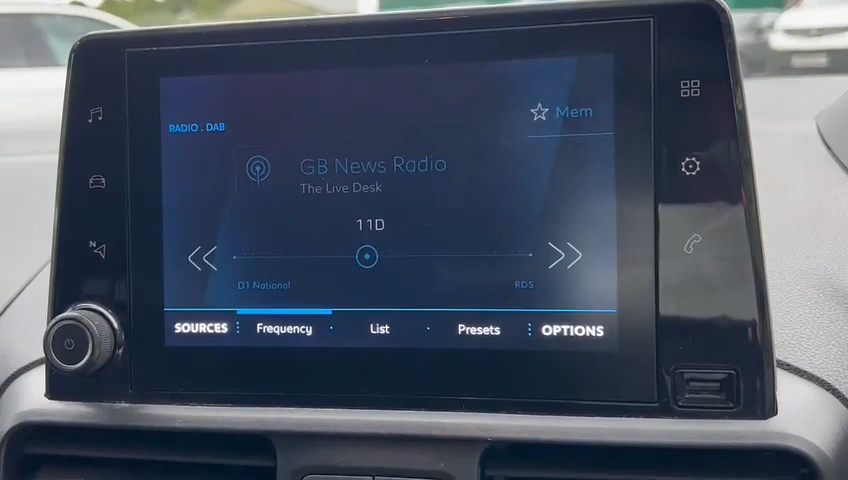 RADIO . DAB
Mem
GB News Radio
The Live Desk
11D
D1 National
RDS
N
SOURCES
Frequency
List
Presets
OPTIONS